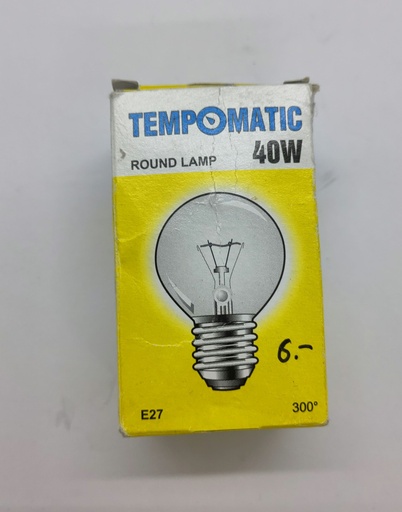 TEMPOMATIC
ROUND LAMP 40W
6.-
E27 300°